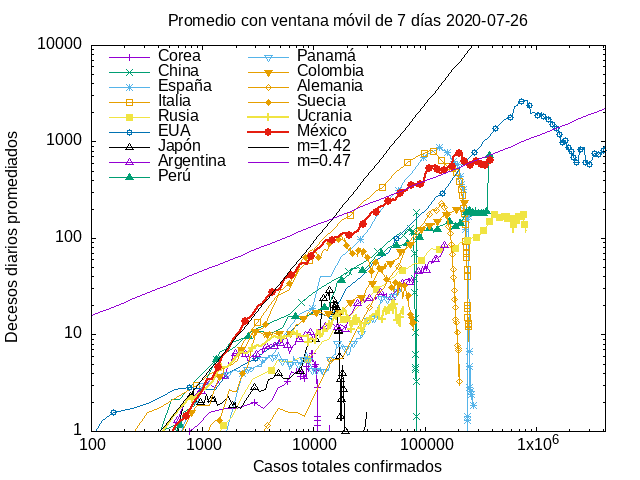 Promedio con ventana móvil de 7 días 2020-07-26
Decesos diarios promediados
10000
1000
100
10
1
Corea
China
España
Italia
Rusia
EUA
Japón
Argentina
Perú
Panamá
Colombia
Alemania
Suecia
Ucrania
México
m=1.42
m=0.47
100 1000 10000 100000 1x10⁶
Casos totales confirmados